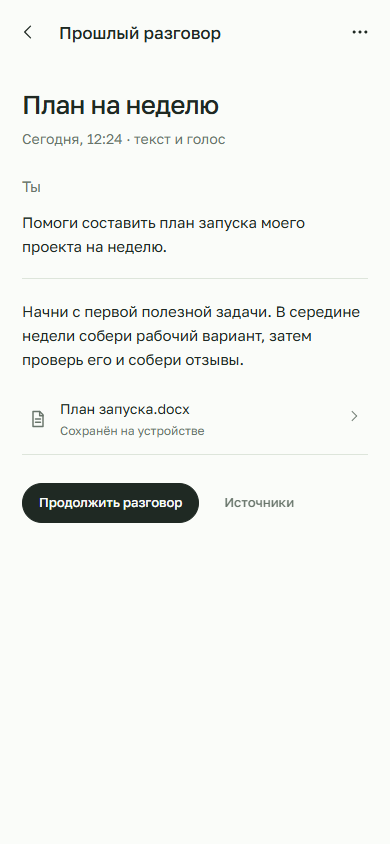 Прошлый разговор
План на неделю
Сегодня, 12:24 · текст и голос
Ты
Помоги составить план запуска моего
проекта на неделю.
Начни с первой полезной задачи. В середине
недели собери рабочий вариант, затем
проверь его и собери отзывы.
План запуска.docx
Сохранён на устройстве
Продолжить разговор
Источники